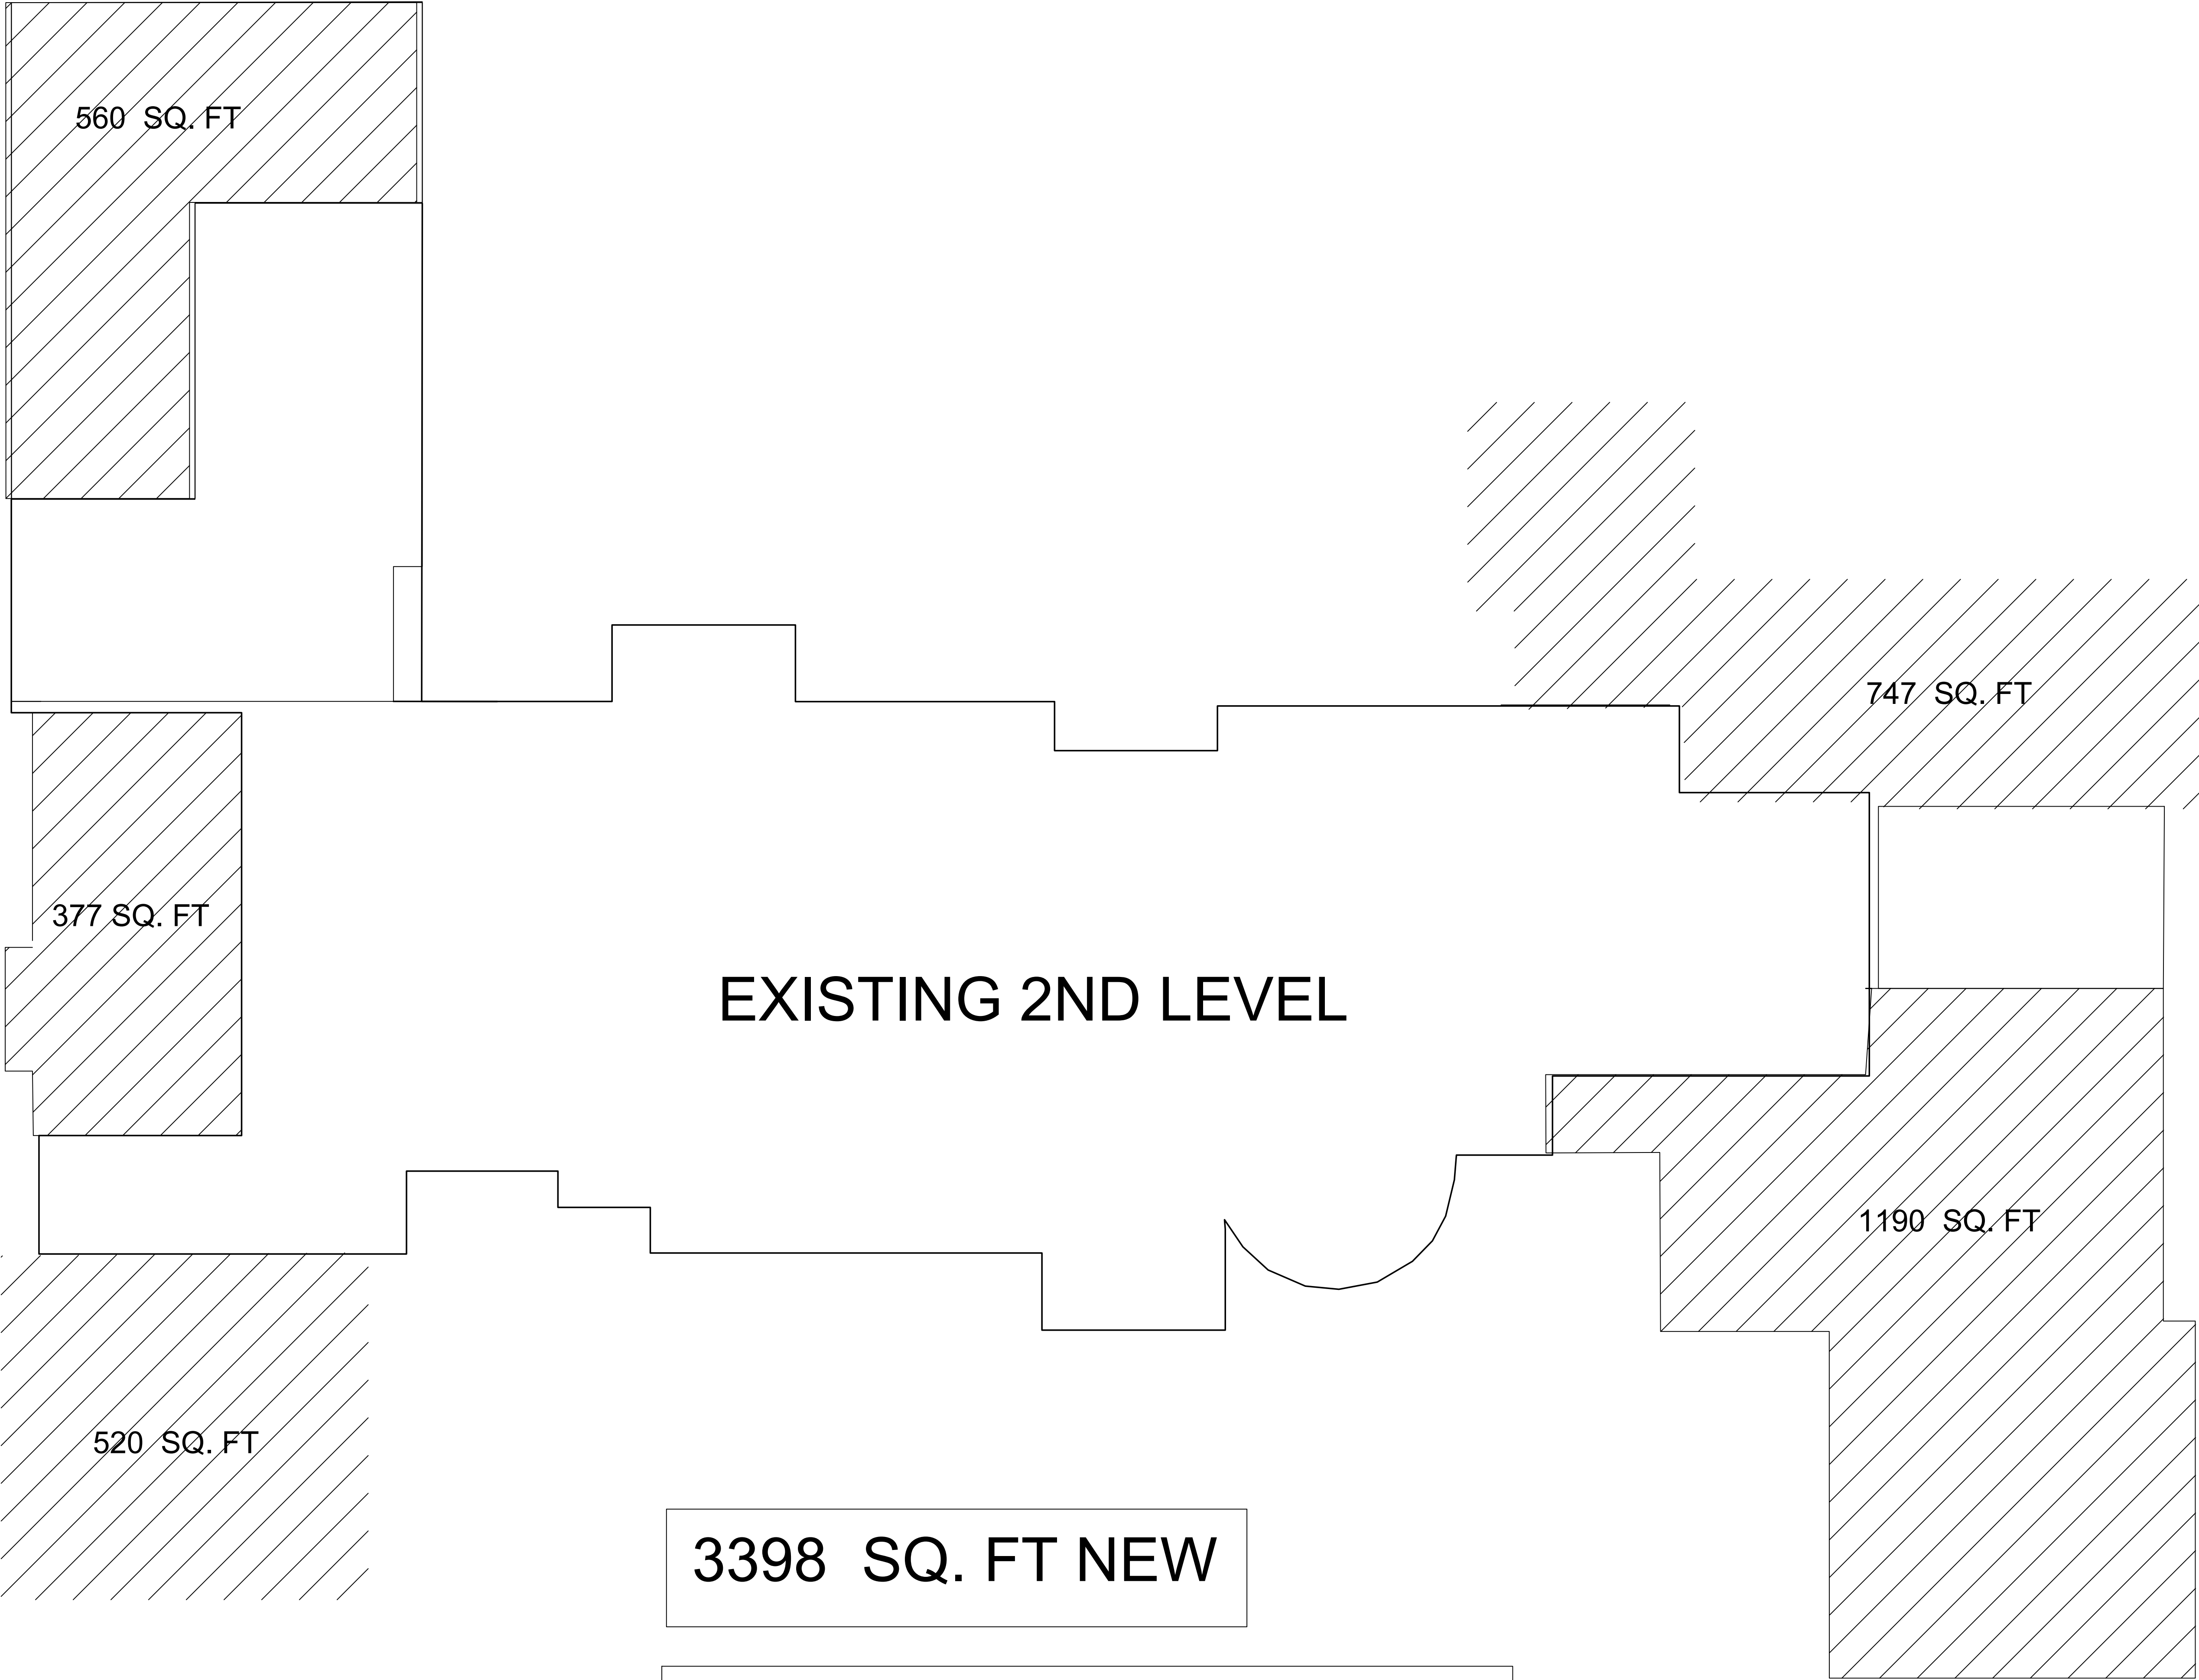 560 SQ. FT
747 SQ. FT
377 SQ. FT
EXISTING 2ND LEVEL
1190 SQ. FT
520 SQ. FT
3398 SQ. FT NEW